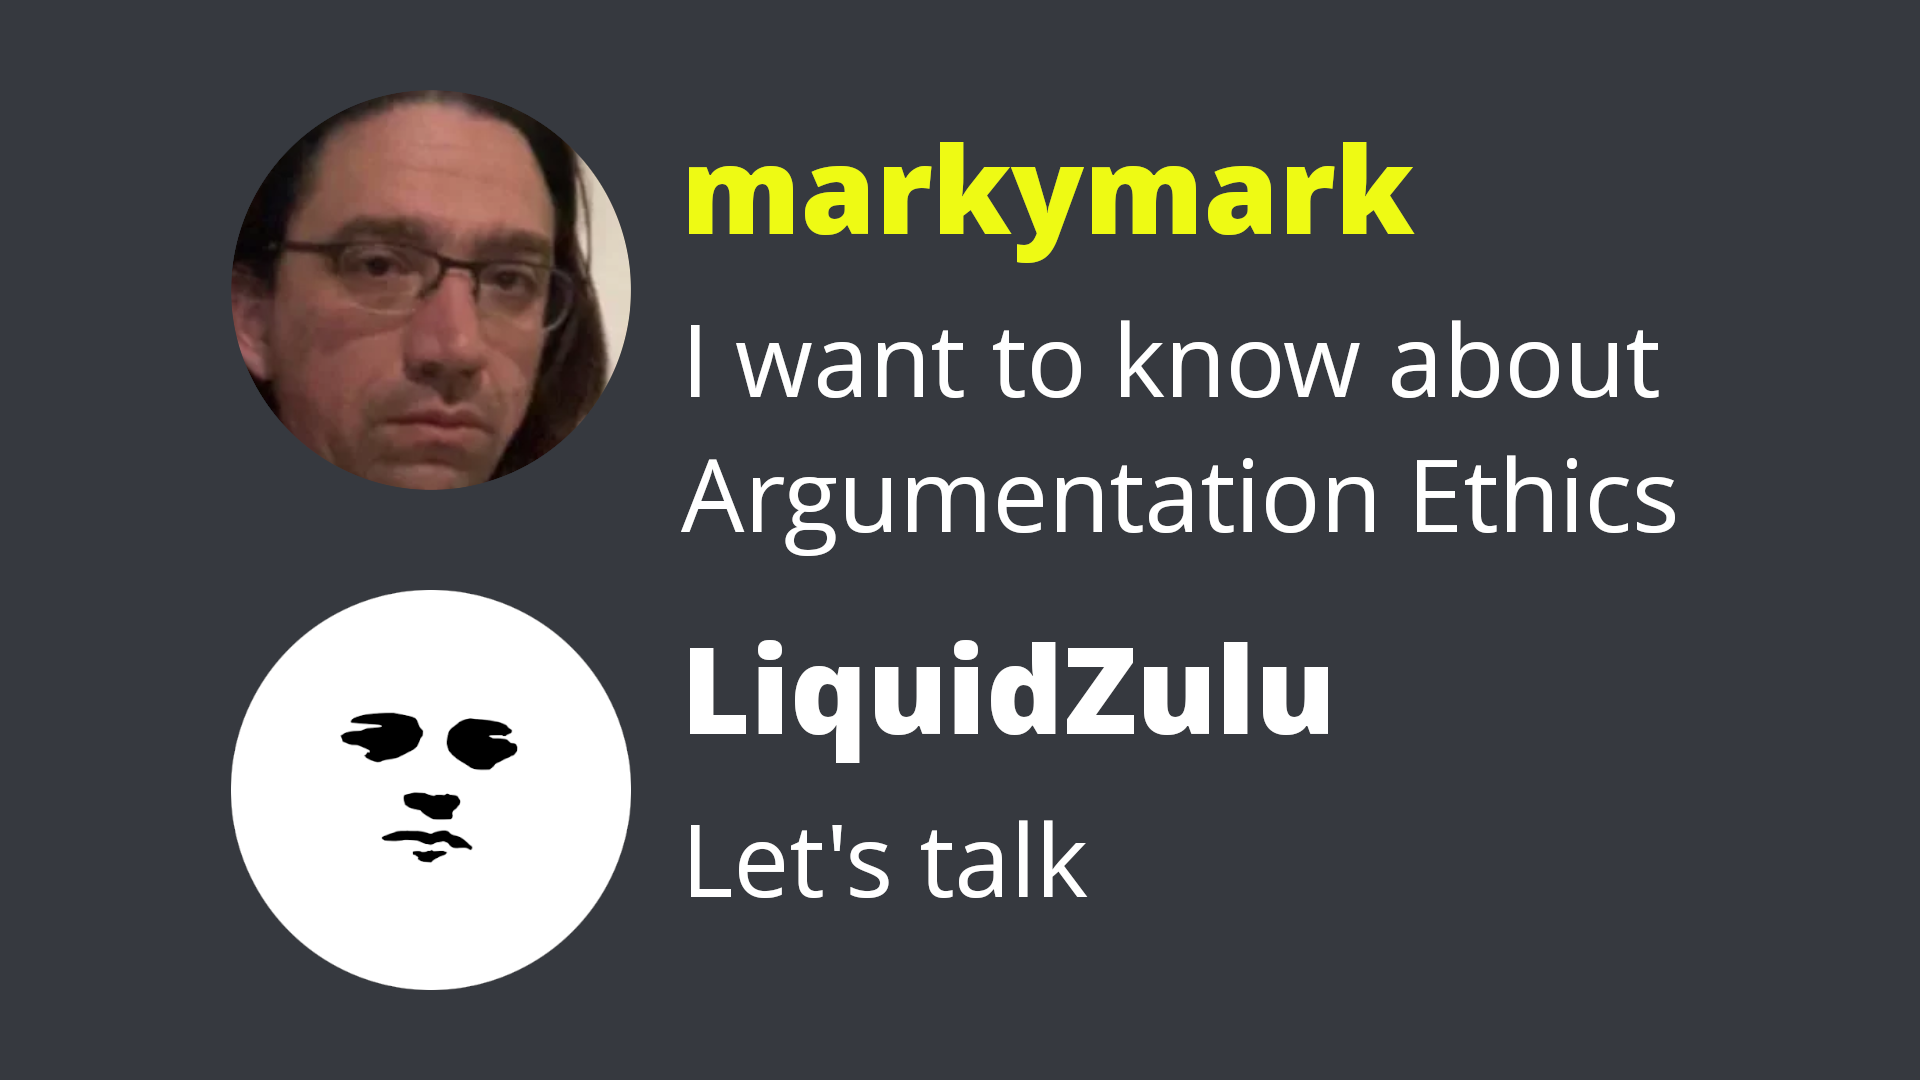 markymark
I want to know about
Argumentation Ethics
LiquidZulu
Let's talk